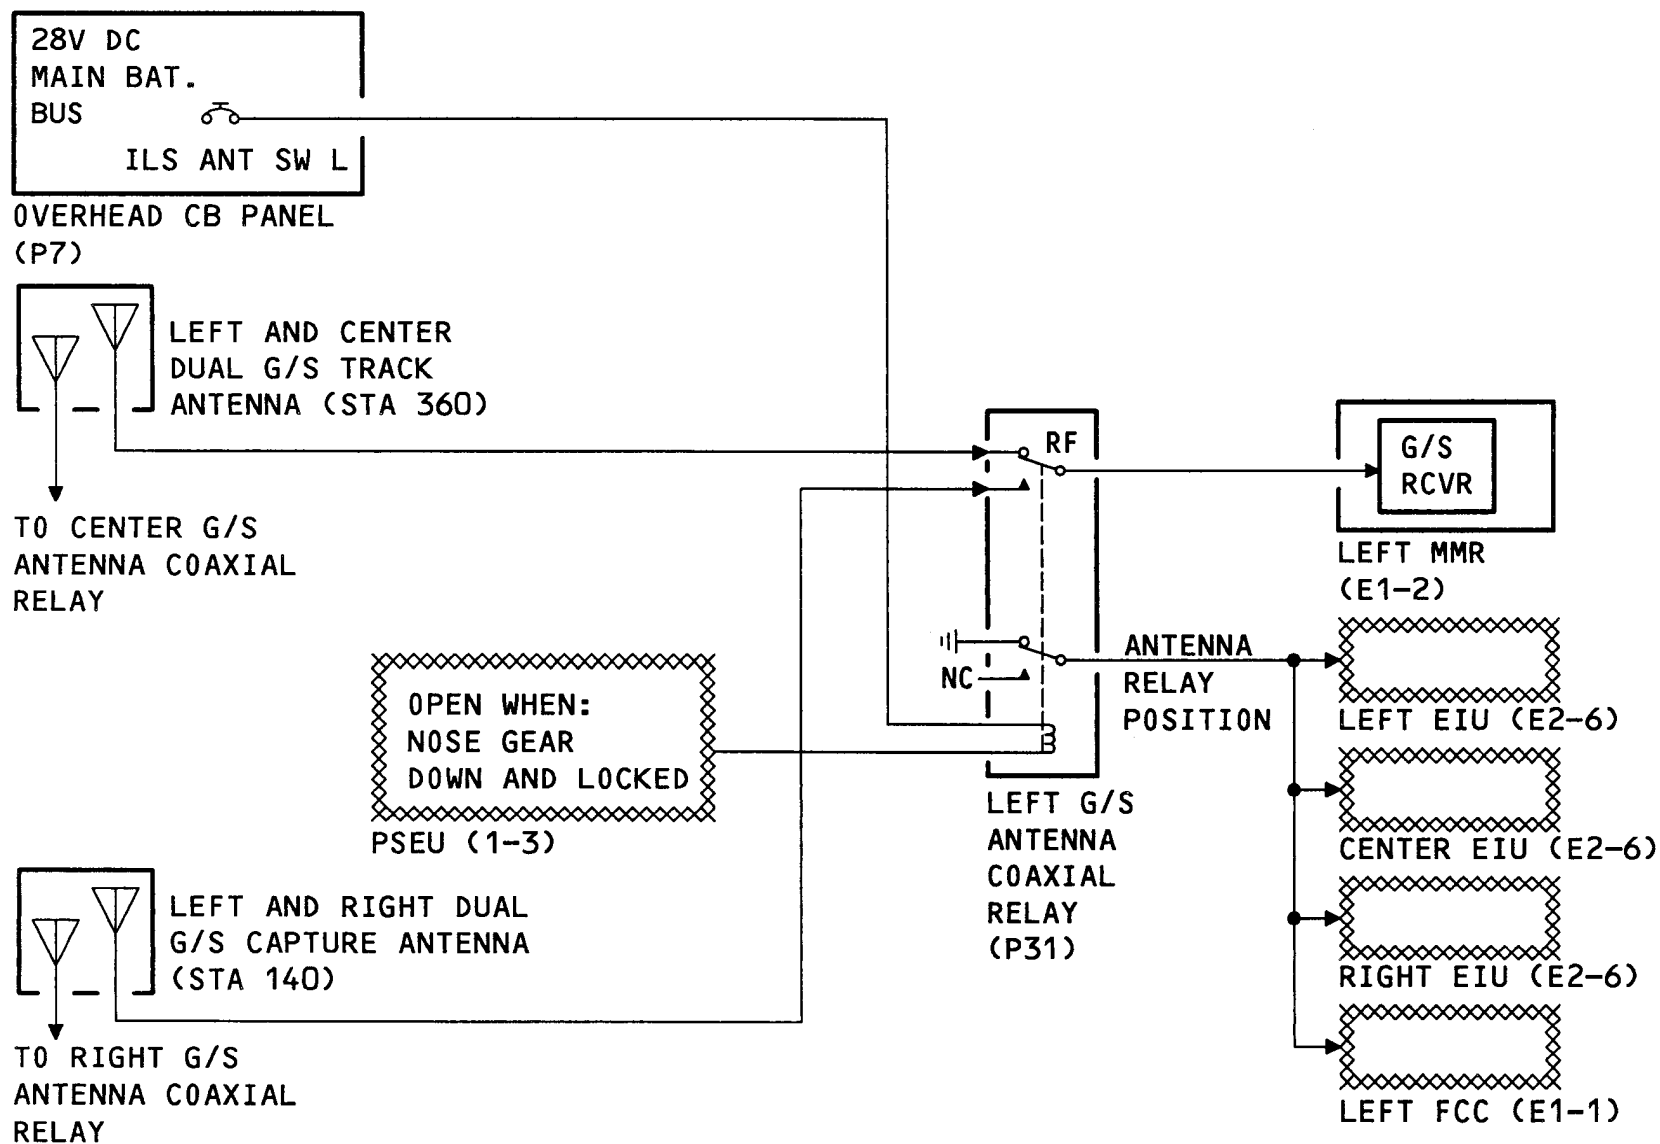 28V DC
MAIN BAT.
BUS
ILS ANT SW L
OVERHEAD CB PANEL
(P7)
LEFT AND CENTER
DUAL G/S TRACK
ANTENNA (STA 360)
TO CENTER G/S
ANTENNA COAXIAL
RELAY
RF
G/S
RCVR
LEFT MMR
(E1-2)
OPEN WHEN:
NOSE GEAR
DOWN AND LOCKED
PSEU (1-3)
NC
ANTENNA
RELAY
POSITION
LEFT G/S
ANTENNA
COAXIAL
RELAY
(P31)
LEFT EIU (E2-6)
CENTER EIU (E2-6)
RIGHT EIU (E2-6)
LEFT FCC (E1-1)
LEFT AND RIGHT DUAL
G/S CAPTURE ANTENNA
(STA 140)
TO RIGHT G/S
ANTENNA COAXIAL
RELAY